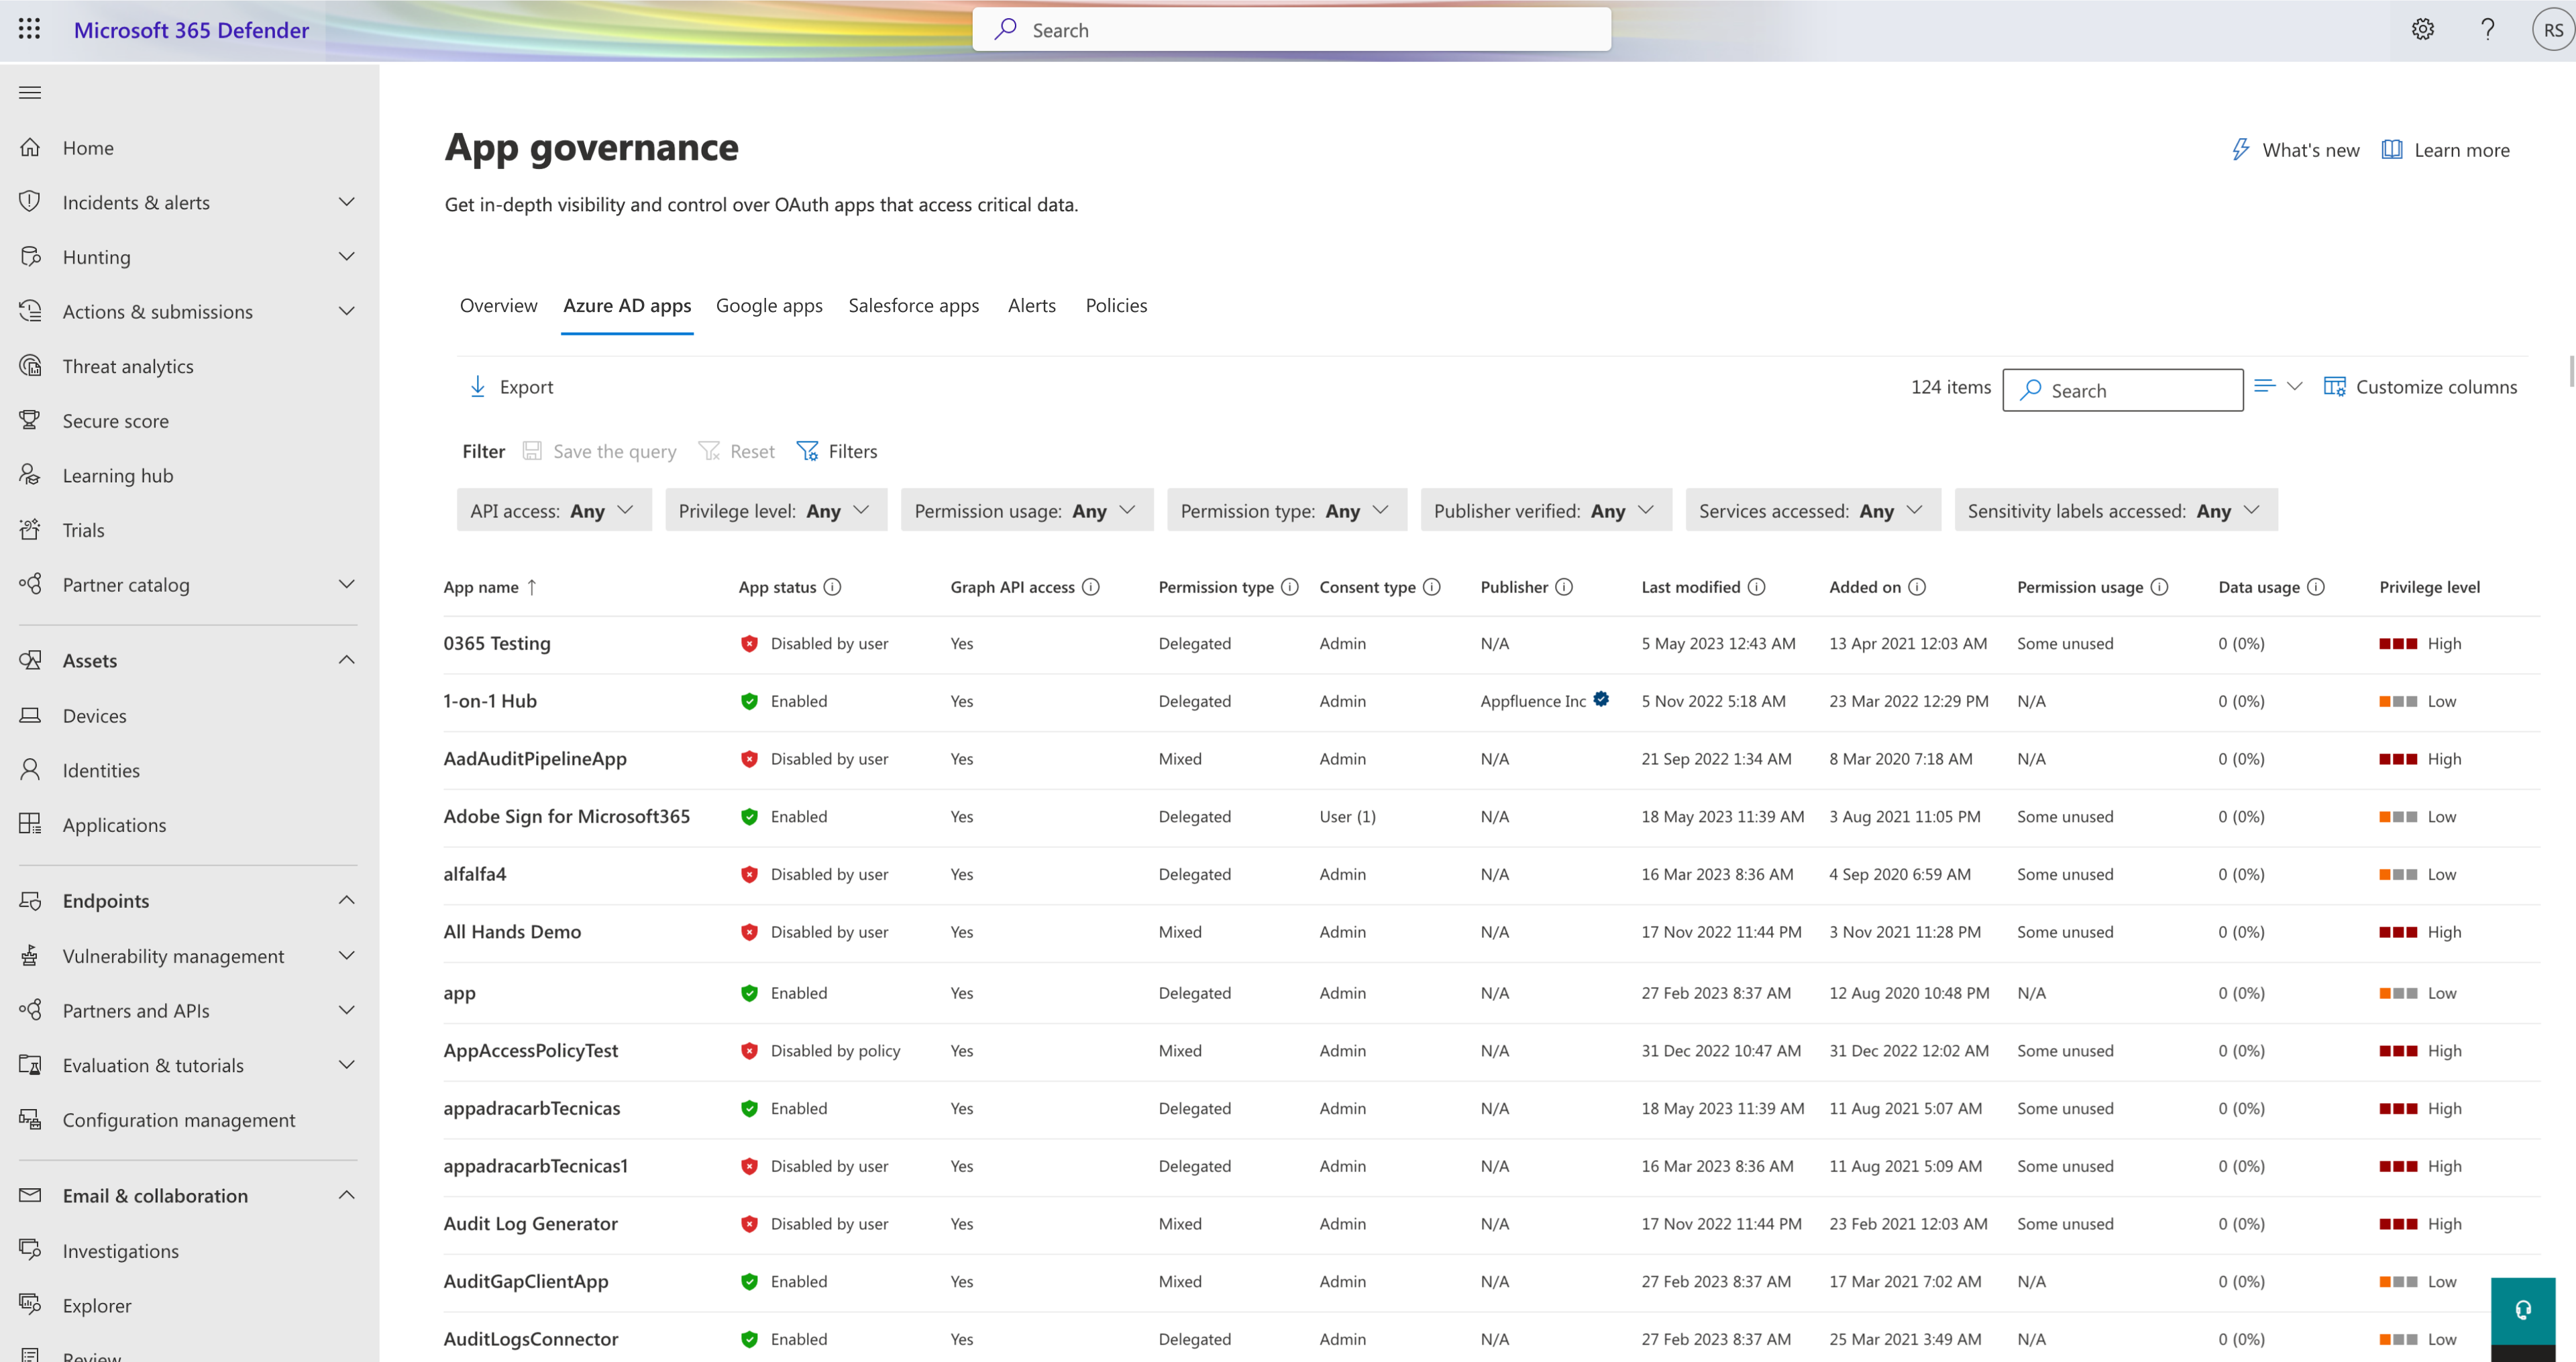 Microsoft 365 Defender
Search
RS
Home
Incidents & alerts
Hunting
Actions & submissions
Threat analytics
Secure score
Learning hub
Trials
Partner catalog
Assets
Devices
Identities
Applications
Endpoints
Vulnerability management
Partners and APIs
Evaluation & tutorials
Configuration management
Email & collaboration
Investigations
Explorer
Review
App governance
What's new Learn more
Get in-depth visibility and control over OAuth apps that access critical data.
Overview Azure AD apps Google apps Salesforce apps Alerts Policies
Export 124 items Search Customize columns
Filter Save the query Reset Filters
API access: Any Privilege level: Any Permission usage: Any Permission type: Any Publisher verified: Any Services accessed: Any Sensitivity labels accessed: Any
App name ↑ App status Graph API access Permission type Consent type Publisher Last modified Added on Permission usage Data usage Privilege level
0365 Testing Disabled by user Yes Delegated Admin N/A 5 May 2023 12:43 AM 13 Apr 2021 12:03 AM Some unused 0 (0%) High
1-on-1 Hub Enabled Yes Delegated Admin Appfluence Inc 5 Nov 2022 5:18 AM 23 Mar 2022 12:29 PM N/A 0 (0%) Low
AadAuditPipelineApp Disabled by user Yes Mixed Admin N/A 21 Sep 2022 1:34 AM 8 Mar 2020 7:18 AM N/A 0 (0%) High
Adobe Sign for Microsoft365 Enabled Yes Delegated User (1) N/A 18 May 2023 11:39 AM 3 Aug 2021 11:05 PM Some unused 0 (0%) Low
alfalfa4 Disabled by user Yes Delegated Admin N/A 16 Mar 2023 8:36 AM 4 Sep 2020 6:59 AM Some unused 0 (0%) Low
All Hands Demo Disabled by user Yes Mixed Admin N/A 17 Nov 2022 11:44 PM 3 Nov 2021 11:28 PM Some unused 0 (0%) High
app Enabled Yes Delegated Admin N/A 27 Feb 2023 8:37 AM 12 Aug 2020 10:48 PM N/A 0 (0%) Low
AppAccessPolicyTest Disabled by policy Yes Mixed Admin N/A 31 Dec 2022 10:47 AM 31 Dec 2022 12:02 AM Some unused 0 (0%) High
appadracarbTecnicas Enabled Yes Delegated Admin N/A 18 May 2023 11:39 AM 11 Aug 2021 5:07 AM Some unused 0 (0%) High
appadracarbTecnicas1 Disabled by user Yes Delegated Admin N/A 16 Mar 2023 8:36 AM 11 Aug 2021 5:09 AM Some unused 0 (0%) High
Audit Log Generator Disabled by user Yes Mixed Admin N/A 17 Nov 2022 11:44 PM 23 Feb 2021 12:03 AM Some unused 0 (0%) High
AuditGapClientApp Enabled Yes Mixed Admin N/A 27 Feb 2023 8:37 AM 17 Mar 2021 7:02 AM N/A 0 (0%) Low
AuditLogsConnector Enabled Yes Delegated Admin N/A 27 Feb 2023 8:37 AM 25 Mar 2021 3:49 AM N/A 0 (0%) Low